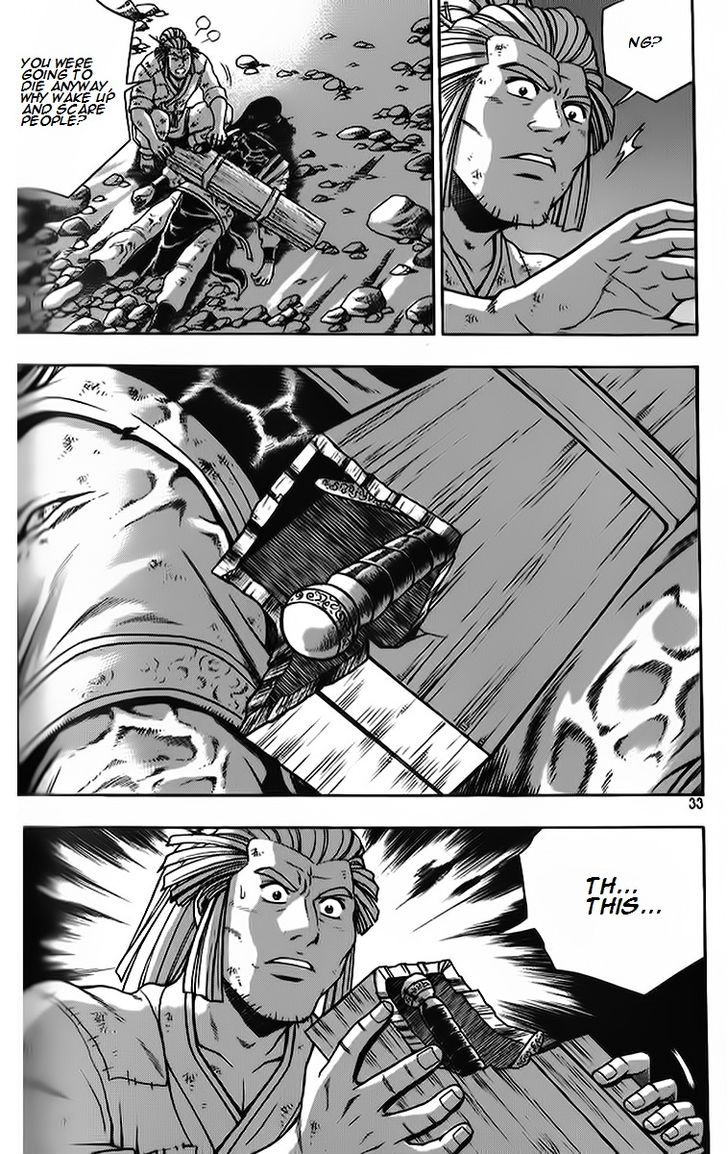 YOU WERE
GOING TO
DIE ANYWAY,
WHY WAKE UP
AND SCARE
PEOPLE?
NG?
33
TH...
THIS...